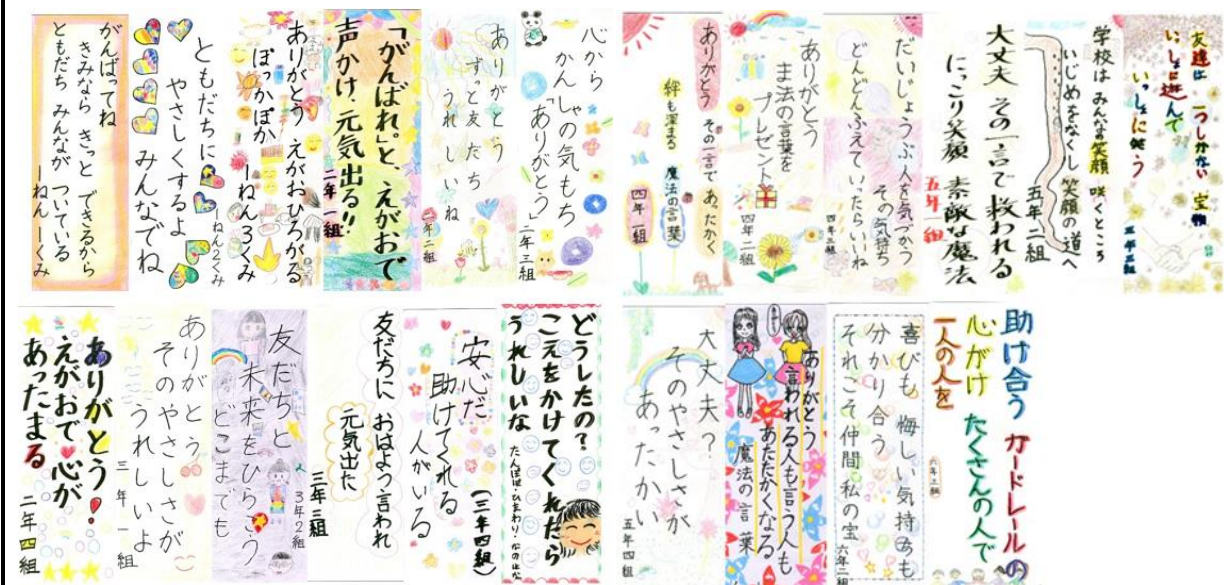 がんばってね
きみなら きっと できるから
ともだち みんなが ついている
一ねん一くみ
ともだちに
やさしくするよ
みんなでね
一ねん2くみ
ありがとう えがおひろがる
ぽっかぽか
一ねん3くみ
「がんばれ。」と、えがおで
声かけ、元気出る!!
二年 一組
ありがとう
ずっと友だち
うれしいね
二年二組
心から
かんしゃの気もち
「ありがとう」
二年三組
ありがとう その一言で あったかく
絆も深まる 魔法の言葉
四年 一組
ありがとう
まほうの言葉を
プレゼント
四年 二組
だいじょうぶ 人を気づかう
その気持ち
どんどんふえていったらいいね
四年三組
大丈夫 その一言で 救われる
にっこり笑顔 素敵な魔法
五年 一組
学校は みんなの笑顔 咲くところ
いじめをなくし 笑顔の道へ
五年 二組
友達は 一つしかない 宝物
いっしょに遊んで
いっしょに笑う
五年三組
ありがとう!
えがおで心が
あったまる
二年四組
ありがとう
そのやさしさが
うれしいよ
三年一組
友だちと
未来をひらこう
どこまでも
3年2組
友だちに おはよう言われ
元気出た
三年三組
安心だ
助けてくれる
人がいる
(三年四組)
どうしたの?
こえをかけてくれたら
うれしいな
たんぽぽ・ひまわり・
大丈夫?
そのやさしさが
あったかい
五年四組
ありがとう
言われる人も言う人も
あたたかくなる
魔法の言葉
喜びも 悔しい気持ちも
分かり合う
それこそ仲間 私の宝
六年二組
助け合う ガードレールの
心がけ たくさんの人で
一人の人を